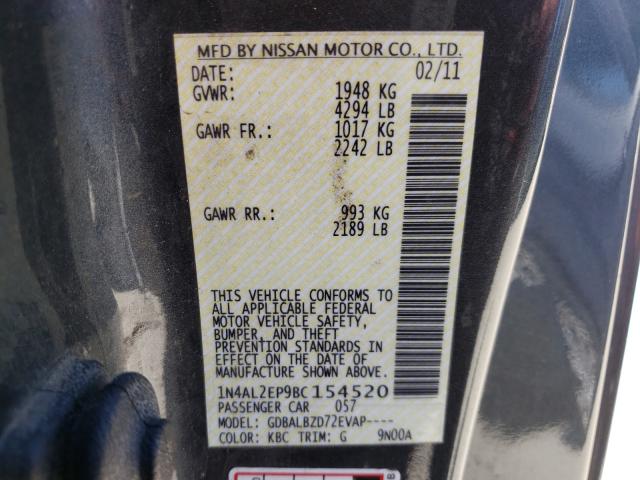 MFD BY NISSAN MOTOR CO., LTD.
DATE: 02/11
GVWR: 1948 KG
4294 LB
GAWR FR.: 1017 KG
2242 LB
GAWR RR.: 993 KG
2189 LB
THIS VEHICLE CONFORMS TO
ALL APPLICABLE FEDERAL
MOTOR VEHICLE SAFETY,
BUMPER, AND THEFT
PREVENTION STANDARDS IN
EFFECT ON THE DATE OF
MANUFACTURE SHOWN ABOVE.
1N4AL2EP9BC154520
PASSENGER CAR 057
MODEL: GDBALBZD72EVAP----
COLOR: KBC TRIM: G 9N00A